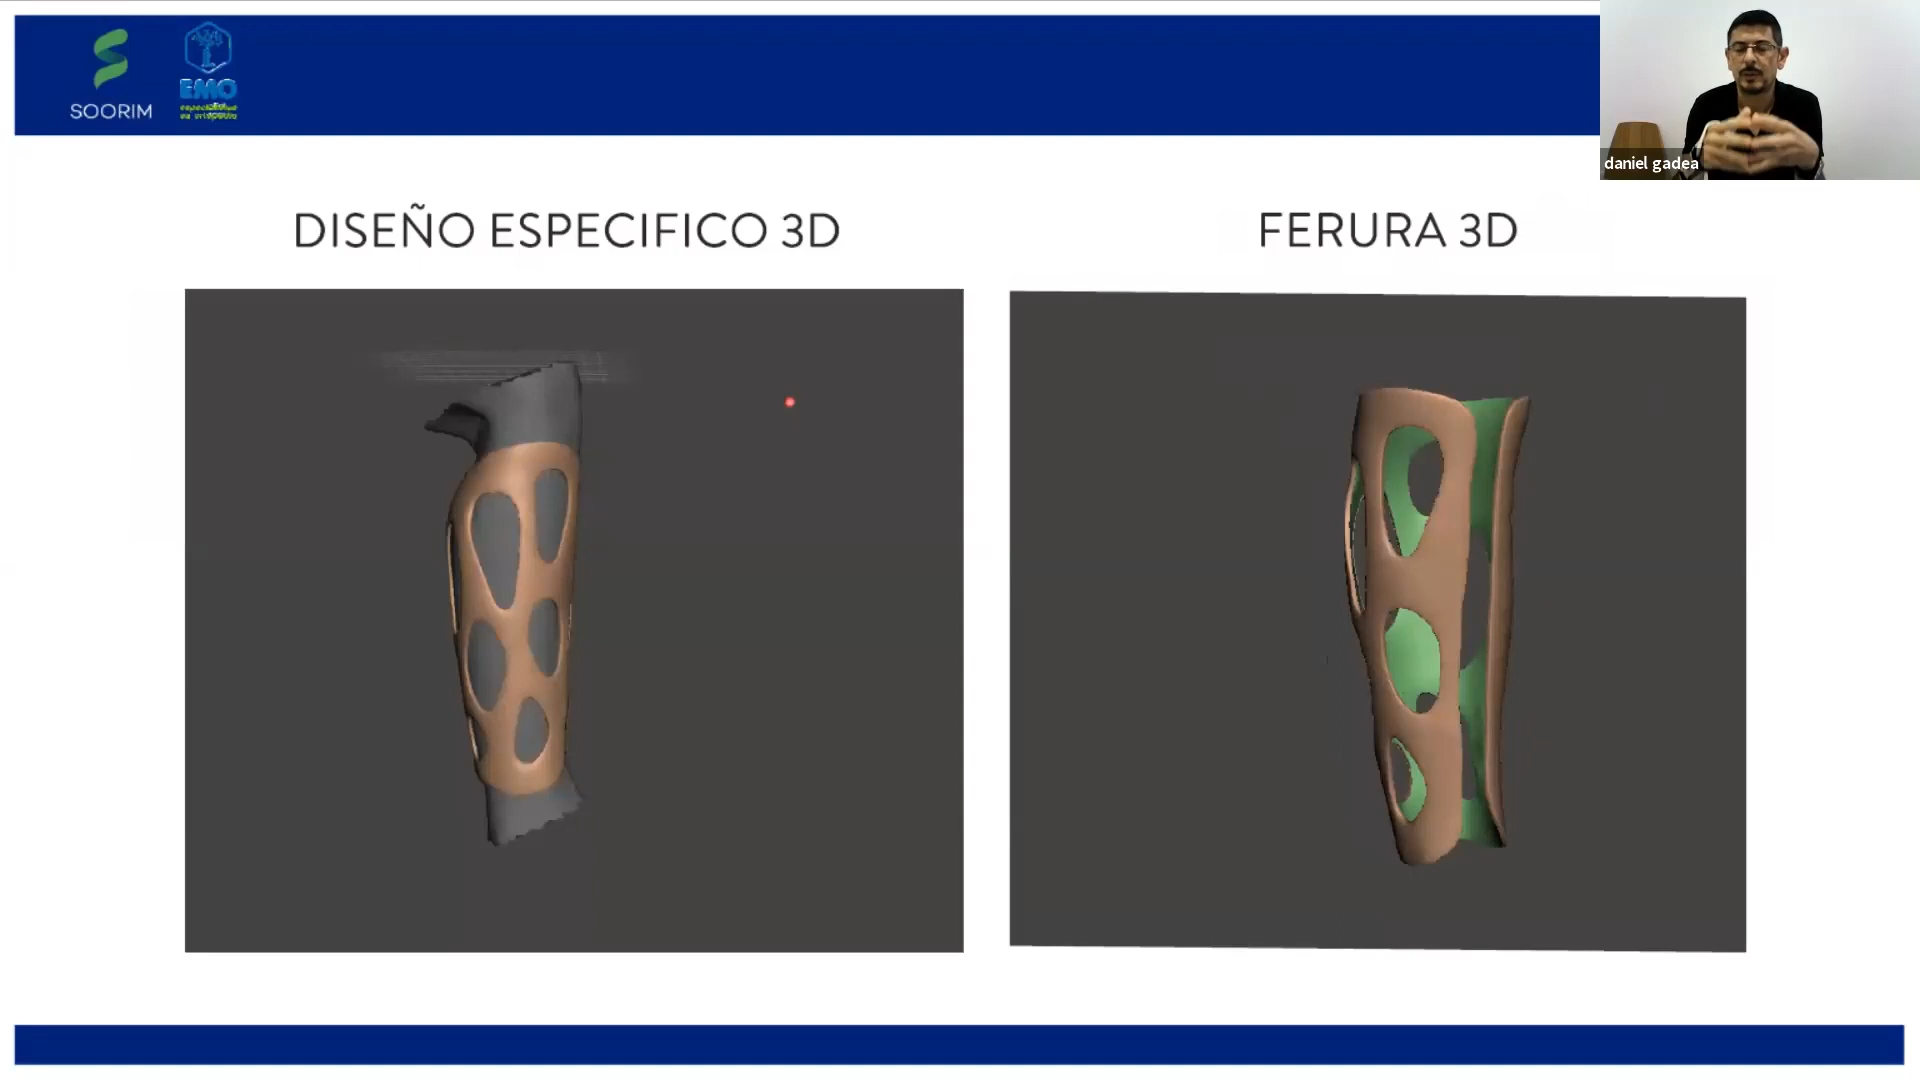 SOORIM
EMO
daniel gadea
DISEÑO ESPECIFICO 3D
FERURA 3D